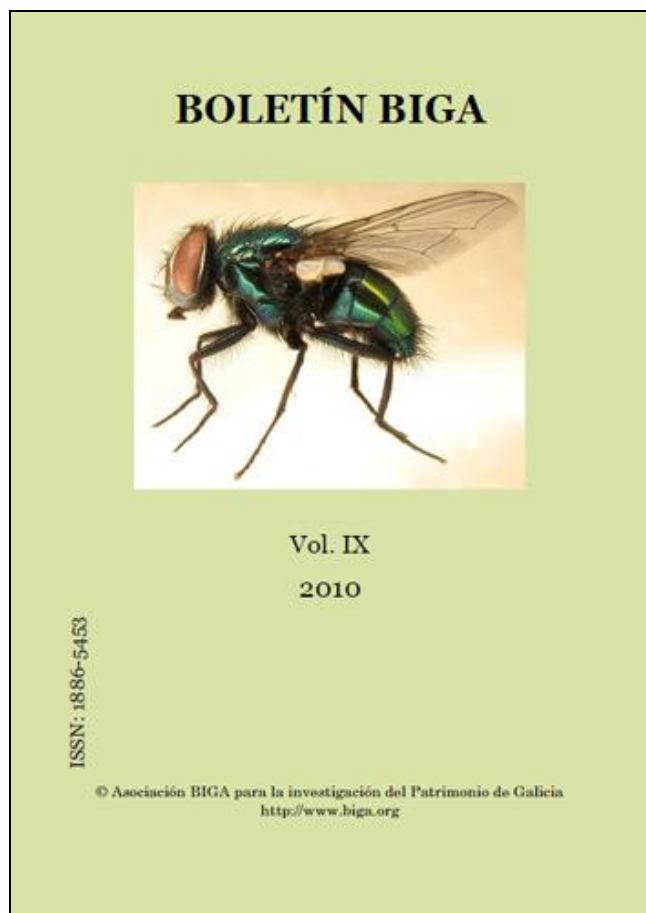 BOLETÍN BIGA
Vol. IX
2010
ISSN: 1886-5453
© Asociación BIGA para la investigación del Patrimonio de Galicia
http://www.biga.org